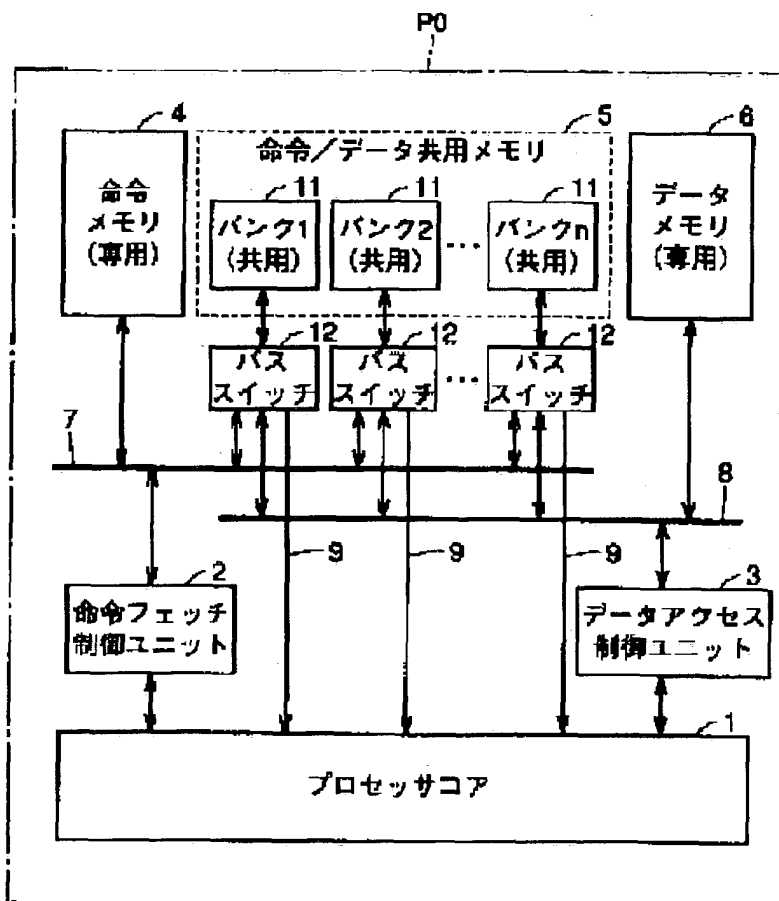 P0
4
5
6
命令
メモリ
(専用)
命令/データ共用メモリ
データ
メモリ
(専用)
11
11
11
バンク1
(共用)
バンク2
(共用)
...
バンクn
(共用)
12
12
12
バス
スイッチ
バス
スイッチ
...
バス
スイッチ
7
8
9
9
9
2
3
命令フェッチ
制御ユニット
データアクセス
制御ユニット
1
プロセッサコア